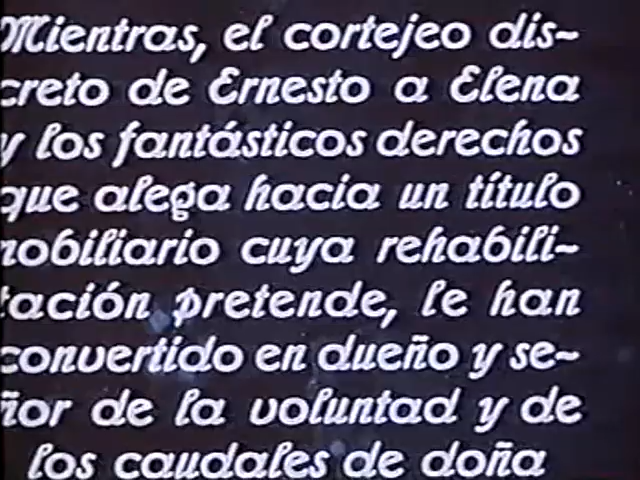 Mientras, el cortejeo dis-
creto de Ernesto a Elena
y los fantásticos derechos
que alega hacia un título
nobiliario cuya rehabili-
tación pretende, le han
convertido en dueño y se-
ñor de la voluntad y de
los caudales de doña